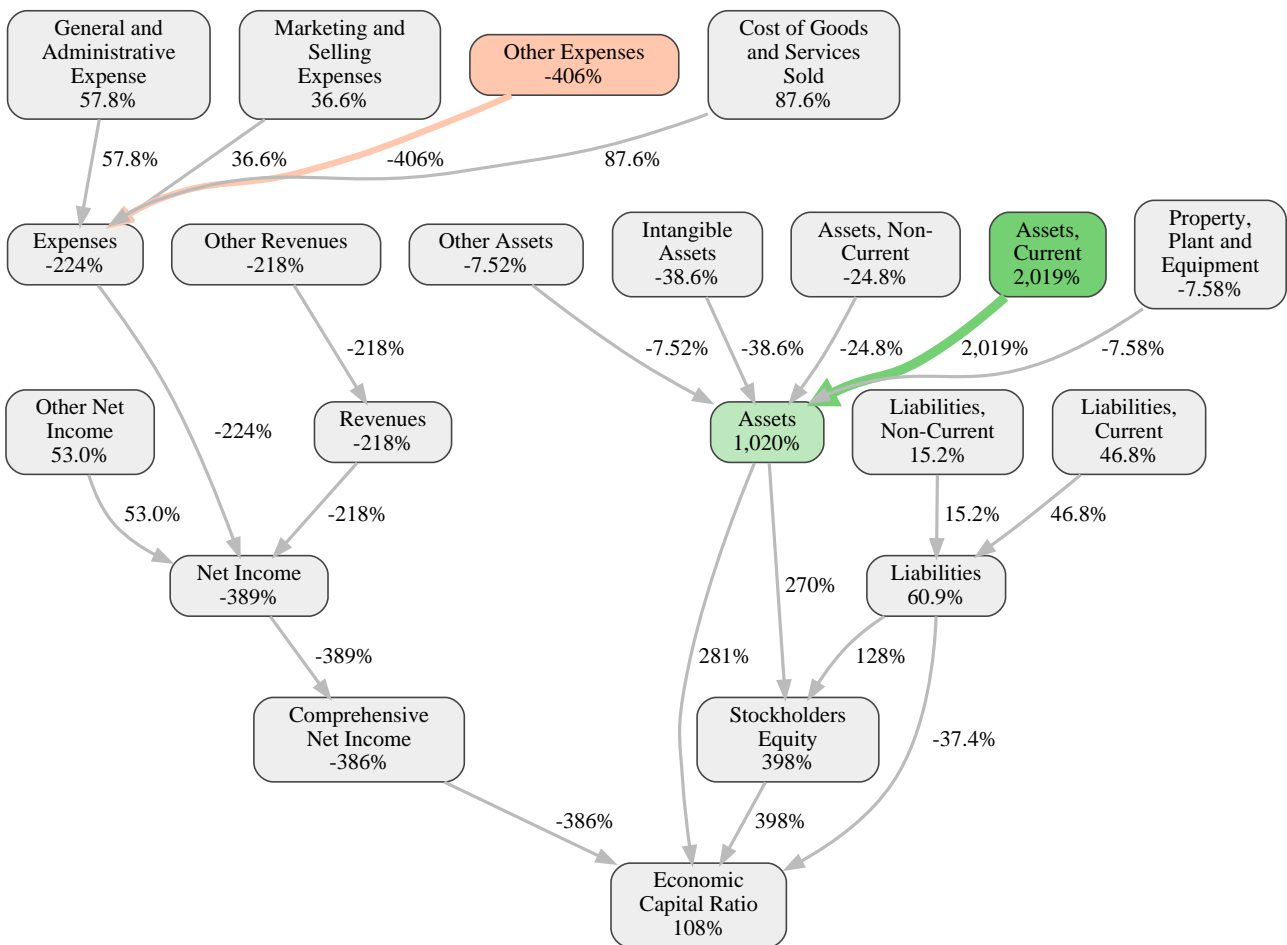 General and
Administrative
Expense
57.8%
Marketing and
Selling
Expenses
36.6%
Other Expenses
-406%
Cost of Goods
and Services
Sold
87.6%
57.8%
36.6%
-406%
87.6%
Expenses
-224%
Other Revenues
-218%
Other Assets
-7.52%
Intangible
Assets
-38.6%
Assets, Non-
Current
-24.8%
Assets,
Current
2,019%
Property,
Plant and
Equipment
-7.58%
-218%
-7.52%
-38.6%
-24.8%
2,019%
-7.58%
Other Net
Income
53.0%
-224%
Revenues
-218%
Assets
1,020%
Liabilities,
Non-Current
15.2%
Liabilities,
Current
46.8%
53.0%
-218%
15.2%
46.8%
Net Income
-389%
270%
Liabilities
60.9%
-389%
281%
128%
Comprehensive
Net Income
-386%
Stockholders
Equity
398%
-37.4%
-386%
398%
Economic
Capital Ratio
108%